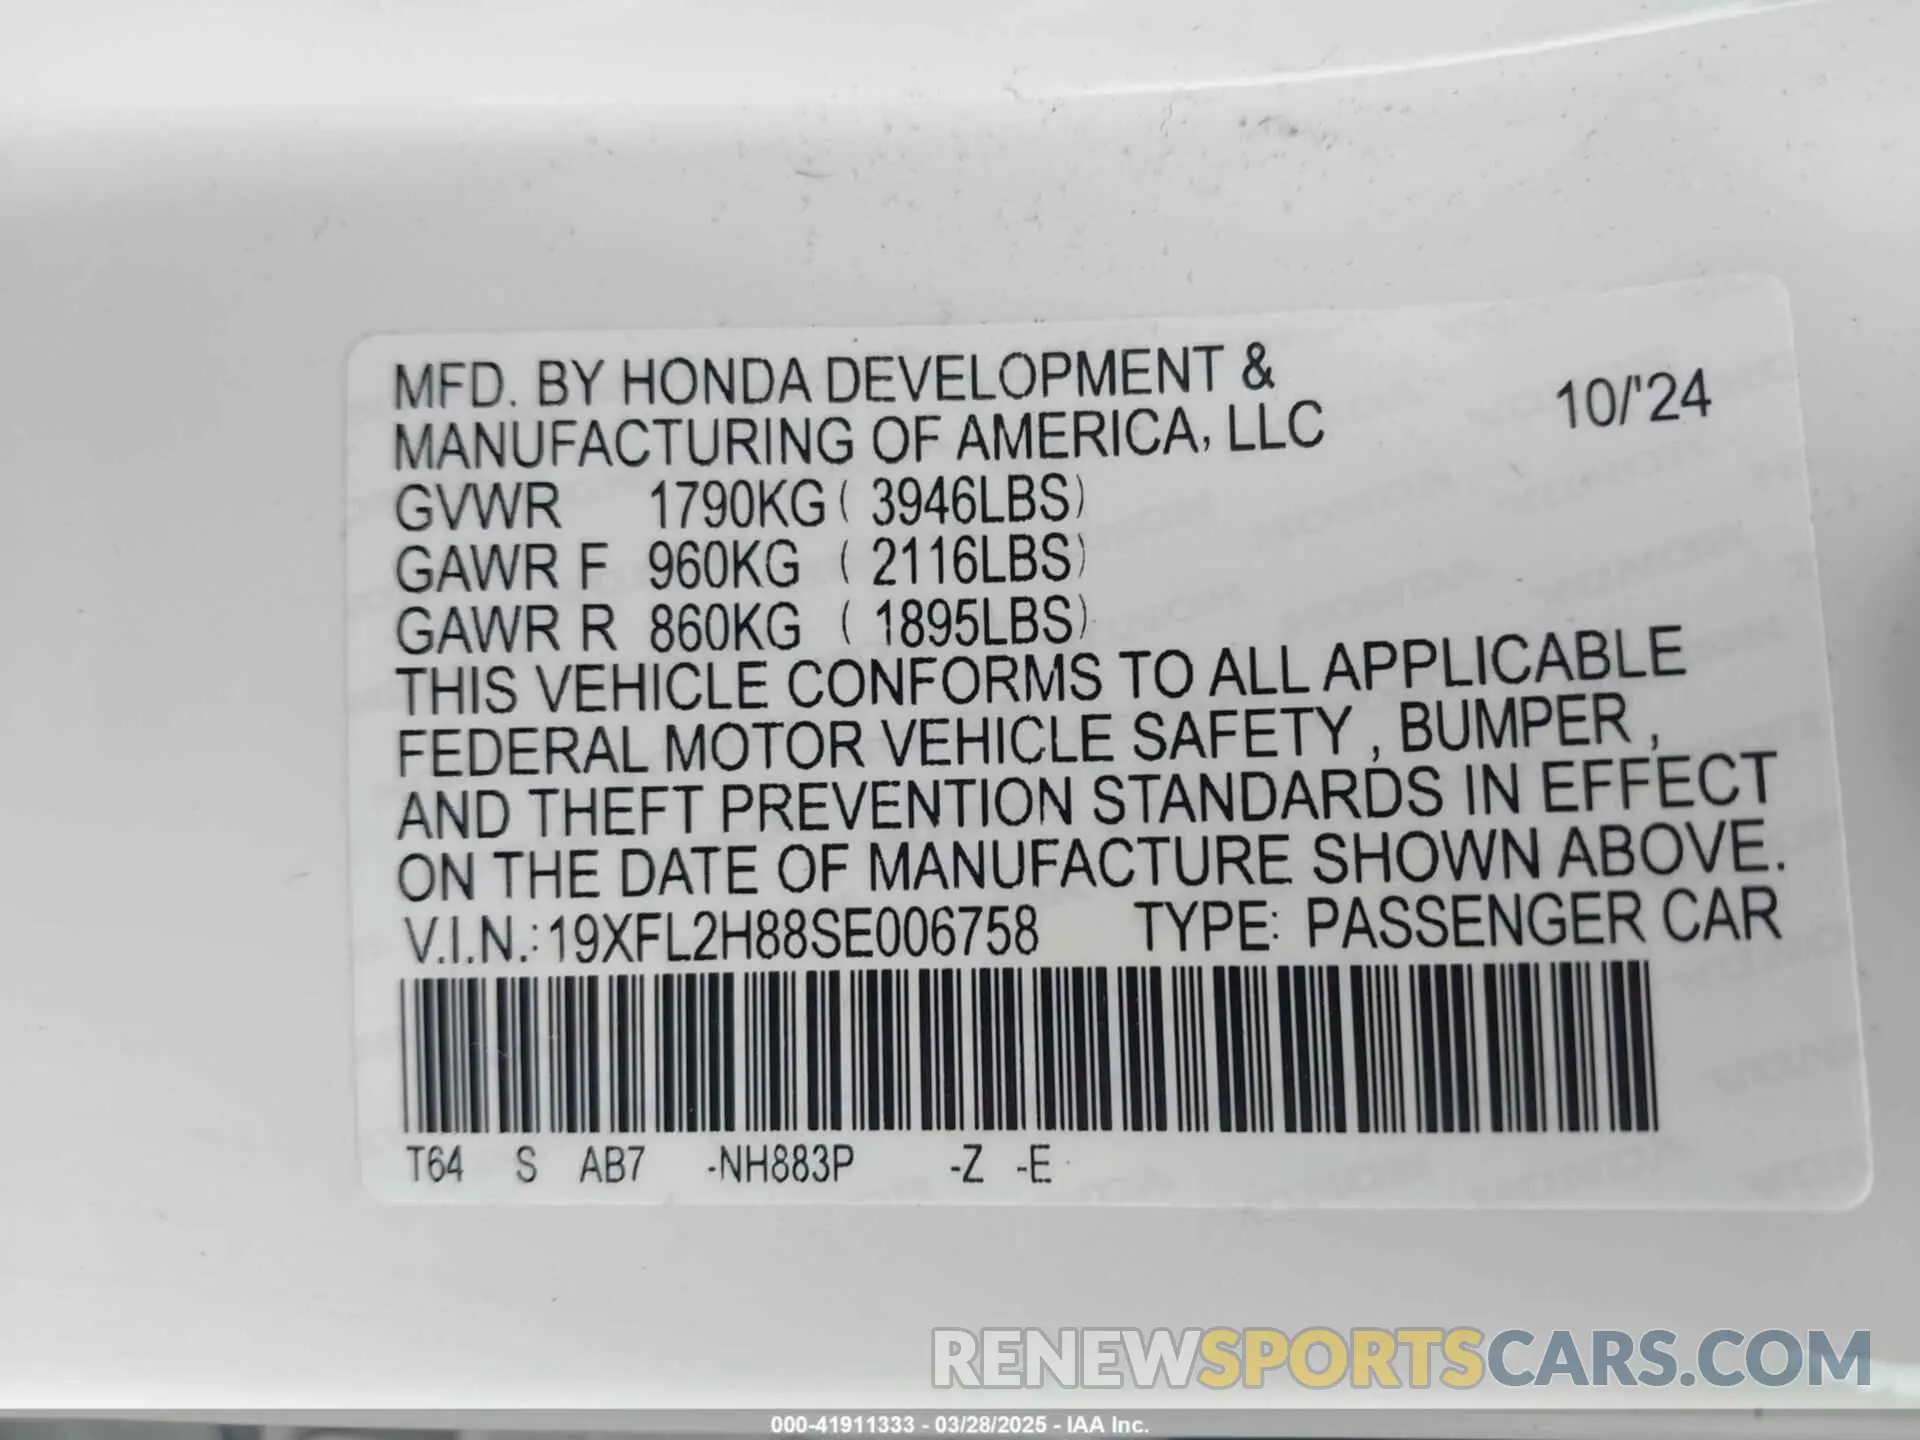 MFD. BY HONDA DEVELOPMENT &
MANUFACTURING OF AMERICA, LLC
10/'24
GVWR 1790KG ( 3946LBS)
GAWR F 960KG ( 2116LBS)
GAWR R 860KG ( 1895LBS)
THIS VEHICLE CONFORMS TO ALL APPLICABLE
FEDERAL MOTOR VEHICLE SAFETY , BUMPER ,
AND THEFT PREVENTION STANDARDS IN EFFECT
ON THE DATE OF MANUFACTURE SHOWN ABOVE.
V.I.N.:19XFL2H88SE006758 TYPE: PASSENGER CAR
T64 S AB7 -NH883P -Z -E
RENEWSPORTSCARS.COM
000-41911333 - 03/28/2025 - IAA Inc.